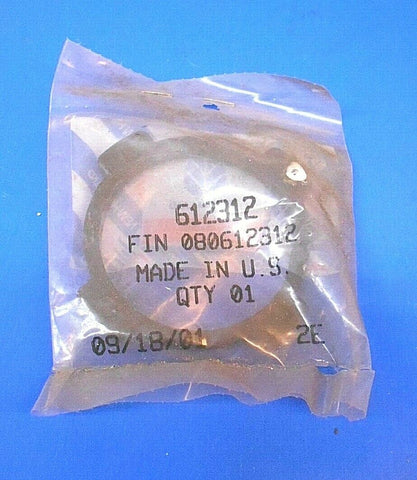 612312
FIN 080612312
MADE IN U.S.
QTY 01
09/18/01 2E